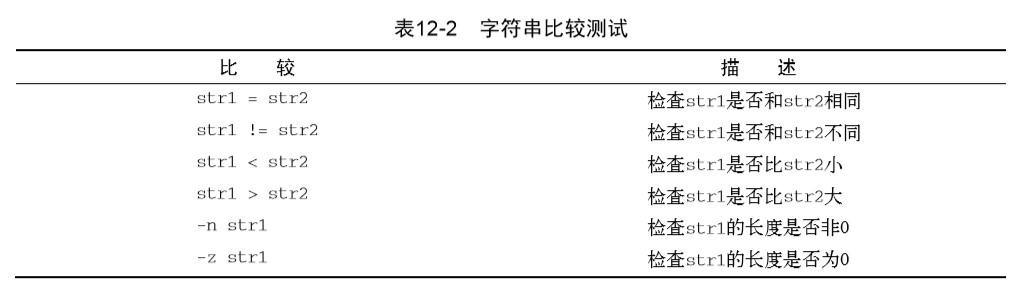 表12-2 字符串比较测试
比 较 描 述
str1 = str2 检查str1是否和str2相同
str1 != str2 检查str1是否和str2不同
str1 < str2 检查str1是否比str2小
str1 > str2 检查str1是否比str2大
-n str1 检查str1的长度是否非0
-z str1 检查str1的长度是否为0